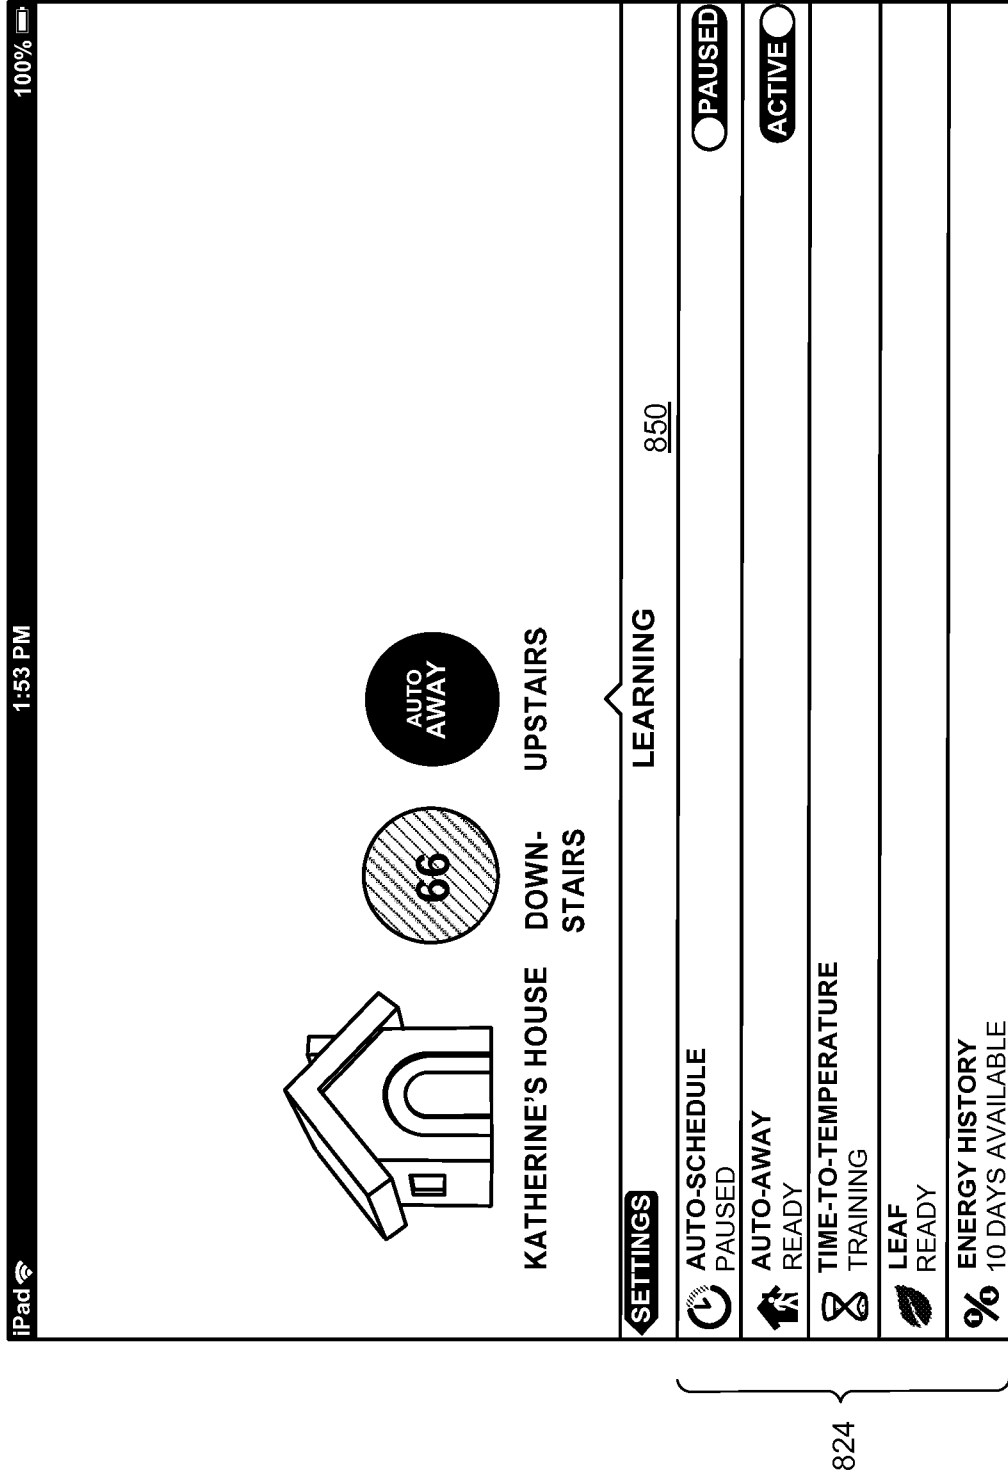 iPad 1:53 PM 100%
66
AUTO
AWAY
KATHERINE'S HOUSE
DOWN-
STAIRS
UPSTAIRS
SETTINGS
LEARNING
850
AUTO-SCHEDULE
PAUSED
PAUSED
AUTO-AWAY
READY
ACTIVE
TIME-TO-TEMPERATURE
TRAINING
LEAF
READY
ENERGY HISTORY
10 DAYS AVAILABLE
824